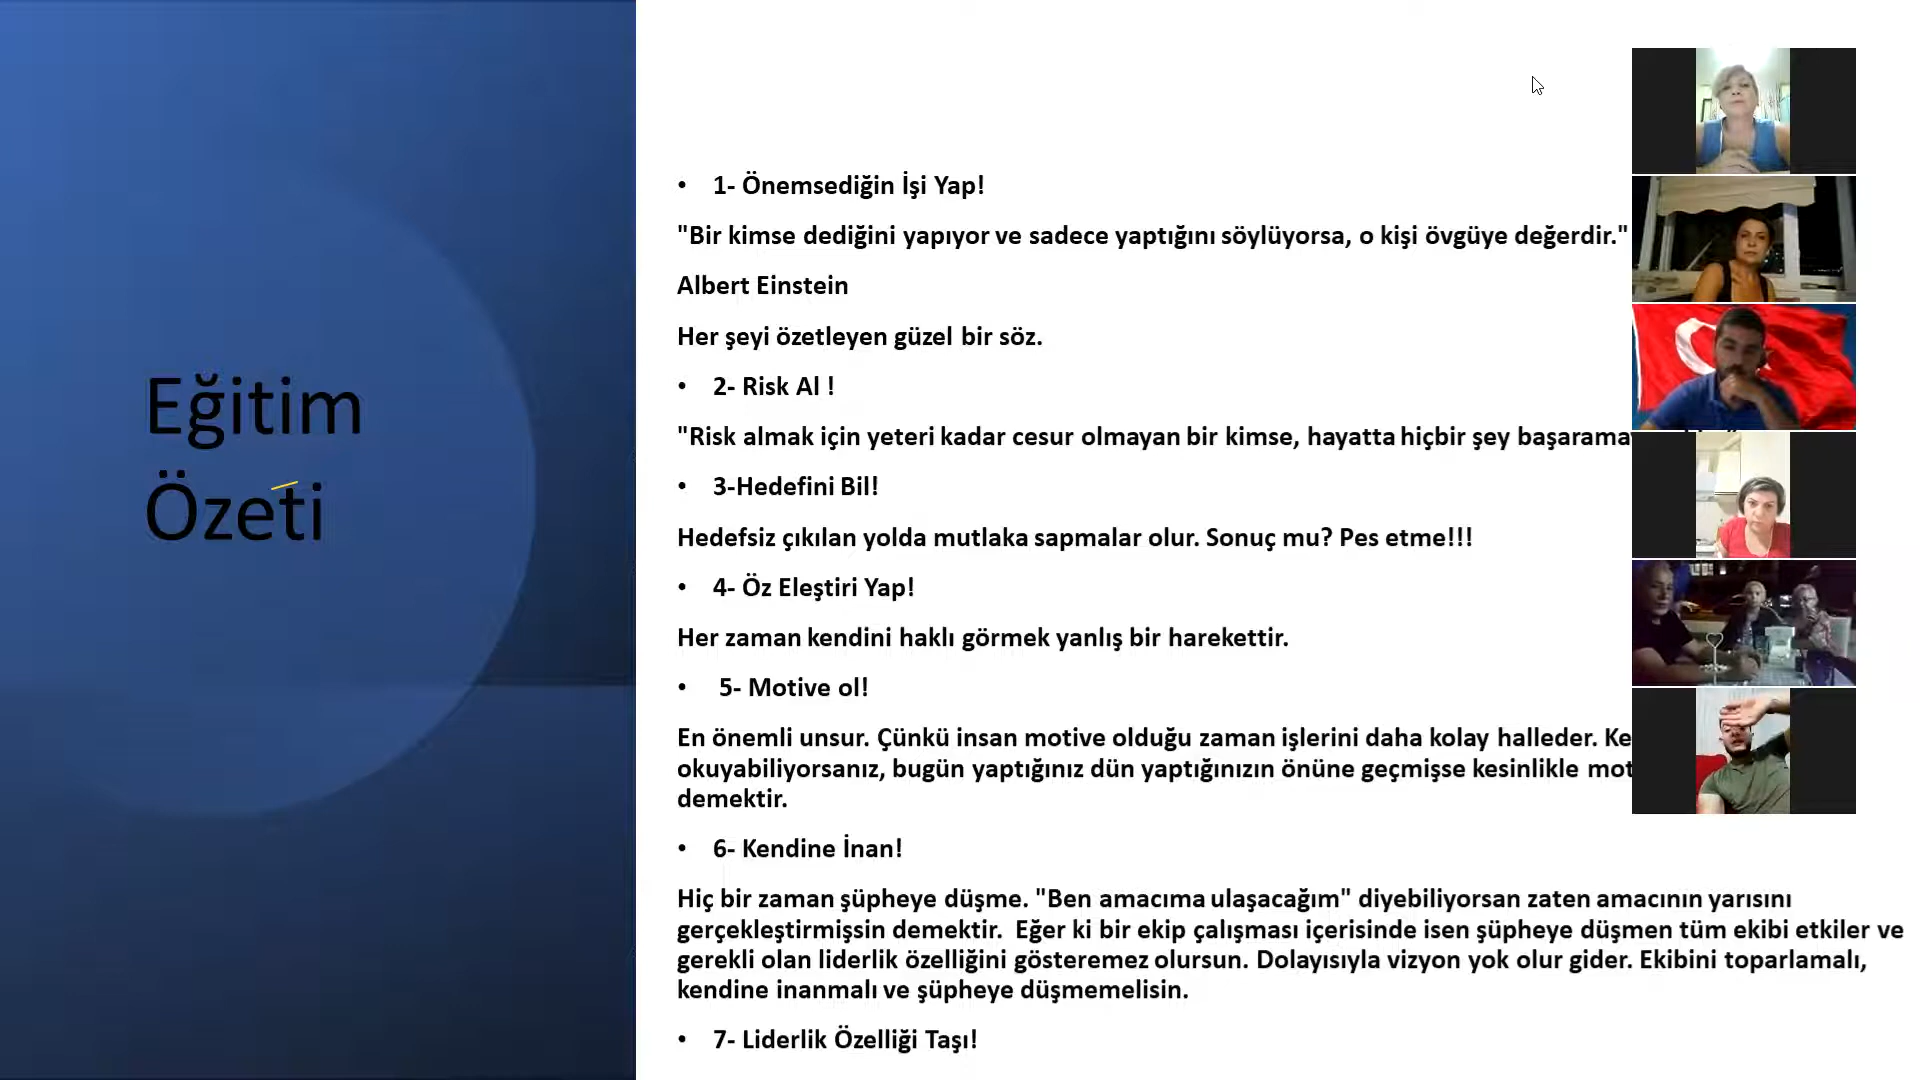 Eğitim
Özeti
• 1- Önemsediğin İşi Yap!
"Bir kimse dediğini yapıyor ve sadece yaptığını söylüyorsa, o kişi övgüye değerdir."
Albert Einstein
Her şeyi özetleyen güzel bir söz.
• 2- Risk Al !
"Risk almak için yeteri kadar cesur olmayan bir kimse, hayatta hiçbir şey
• 3-Hedefini Bil!
Hedefsiz çıkılan yolda mutlaka sapmalar olur. Sonuç mu? Pes etme!!!
• 4- Öz Eleştiri Yap!
Her zaman kendini haklı görmek yanlış bir harekettir.
• 5- Motive ol!
En önemli unsur. Çünkü insan motive olduğu zaman işlerini daha kolay halleder.
okuyabiliyorsanız, bugün yaptığınız dün yaptığınızın önüne geçmişse kesinlikle
demektir.
• 6- Kendine İnan!
Hiç bir zaman şüpheye düşme. "Ben amacıma ulaşacağım" diyebiliyorsan zaten amacının yarısını
gerçekleştirmişsin demektir. Eğer ki bir ekip çalışması içerisinde isen şüpheye düşmen tüm ekibi etkiler ve
gerekli olan liderlik özelliğini gösteremez olursun. Dolayısıyla vizyon yok olur gider. Ekibini toparlamalı,
kendine inanmalı ve şüpheye düşmemelisin.
• 7- Liderlik Özelliği Taşı!